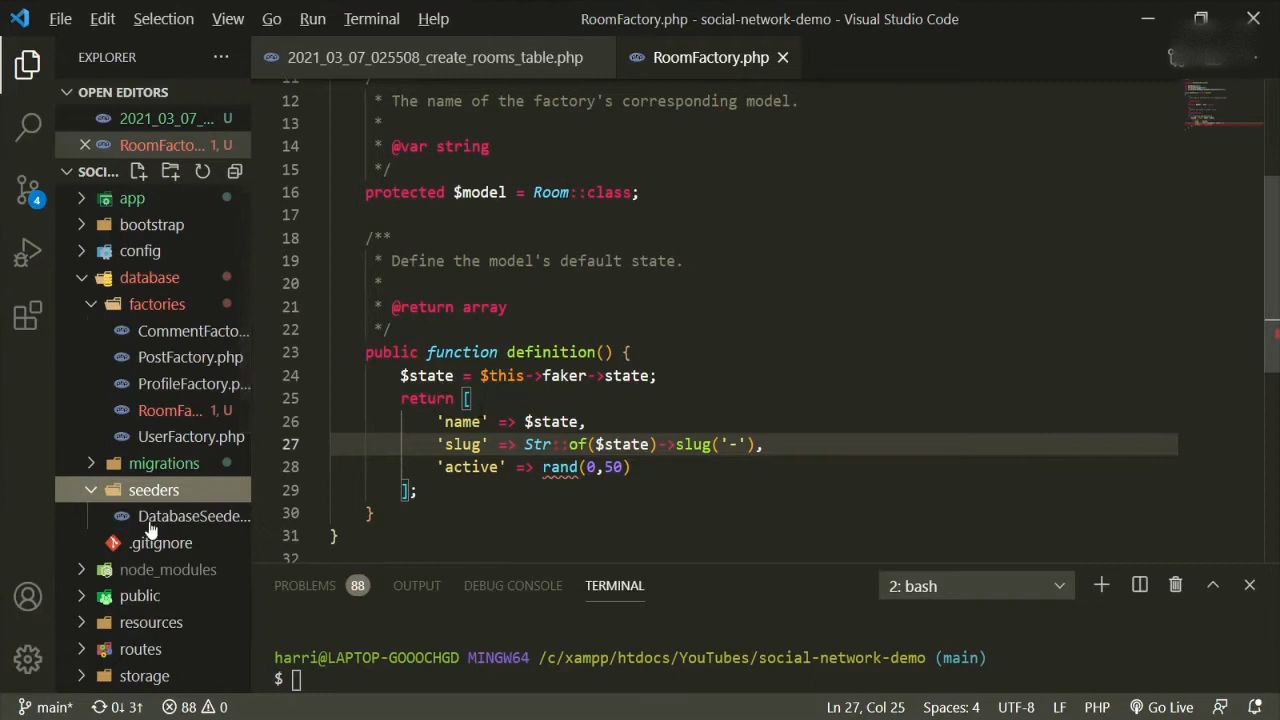 File Edit Selection View Go Run Terminal Help
RoomFactory.php - social-network-demo - Visual Studio Code
EXPLORER
OPEN EDITORS
2021_03_07_... U
RoomFacto... 1, U
SOCI...
app
bootstrap
config
database
factories
CommentFacto...
PostFactory.php
ProfileFactory.p...
RoomFa... 1, U
UserFactory.php
migrations
seeders
DatabaseSeede...
.gitignore
node_modules
public
resources
routes
storage
4
2021_03_07_025508_create_rooms_table.php
RoomFactory.php
11 /
12 * The name of the factory's corresponding model.
13 *
14 * @var string
15 */
16 protected $model = Room::class;
17
18 /**
19 * Define the model's default state.
20 *
21 * @return array
22 */
23 public function definition() {
24 $state = $this->faker->state;
25 return [
26 'name' => $state,
27 'slug' => Str::of($state)->slug('-'),
28 'active' => rand(0,50)
29 ];
30 }
31 }
32
PROBLEMS 88 OUTPUT DEBUG CONSOLE TERMINAL
2: bash
harri@LAPTOP-GOOOCHGD MINGW64 /c/xampp/htdocs/YouTubes/social-network-demo (main)
$
main* 0↓ 3↑ 88 0
Ln 27, Col 25 Spaces: 4 UTF-8 LF PHP Go Live